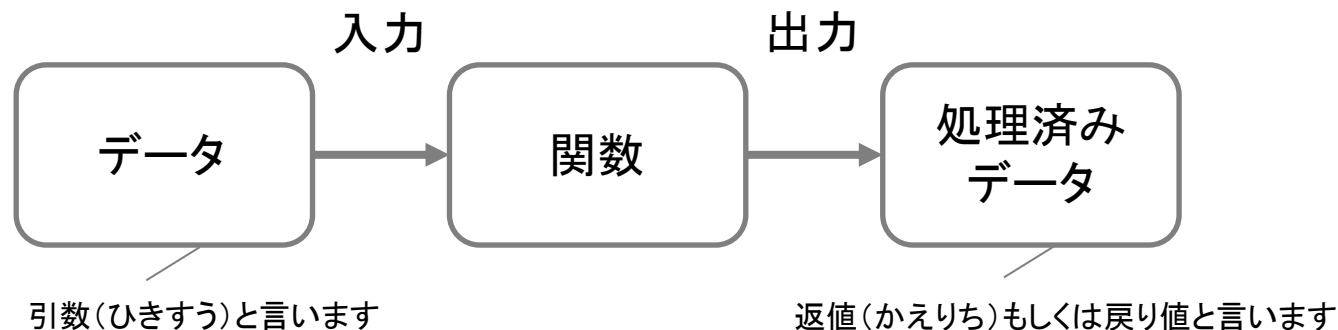 入力
出力
データ
関数
処理済み
データ
引数(ひきすう)と言います
返値(かえりち)もしくは戻り値と言います